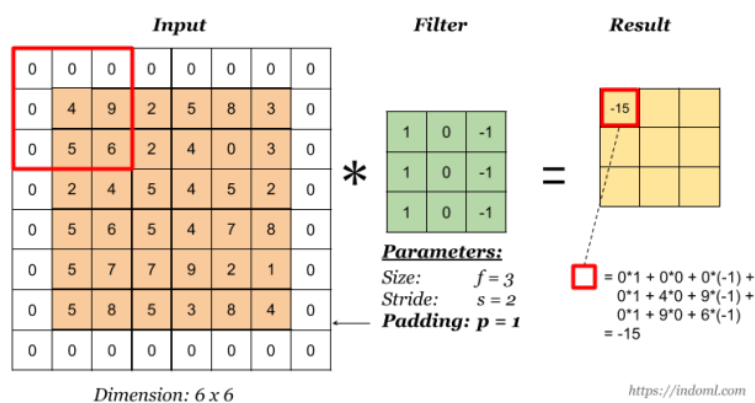 Input Filter Result
0 0 0 0 0 0 0 0
0 4 9 2 5 8 3 0
0 5 6 2 4 0 3 0
0 2 4 5 4 5 2 0
0 5 6 5 4 7 8 0
0 5 7 7 9 2 1 0
0 5 8 5 3 8 4 0
0 0 0 0 0 0 0 0
Dimension: 6 x 6
*
1 0 -1
1 0 -1
1 0 -1
Parameters:
Size: f = 3
Stride: s = 2
Padding: p = 1
=
-15
= 0*1 + 0*0 + 0*(-1) +
0*1 + 4*0 + 9*(-1) +
0*1 + 9*0 + 6*(-1)
= -15
https://indoml.com